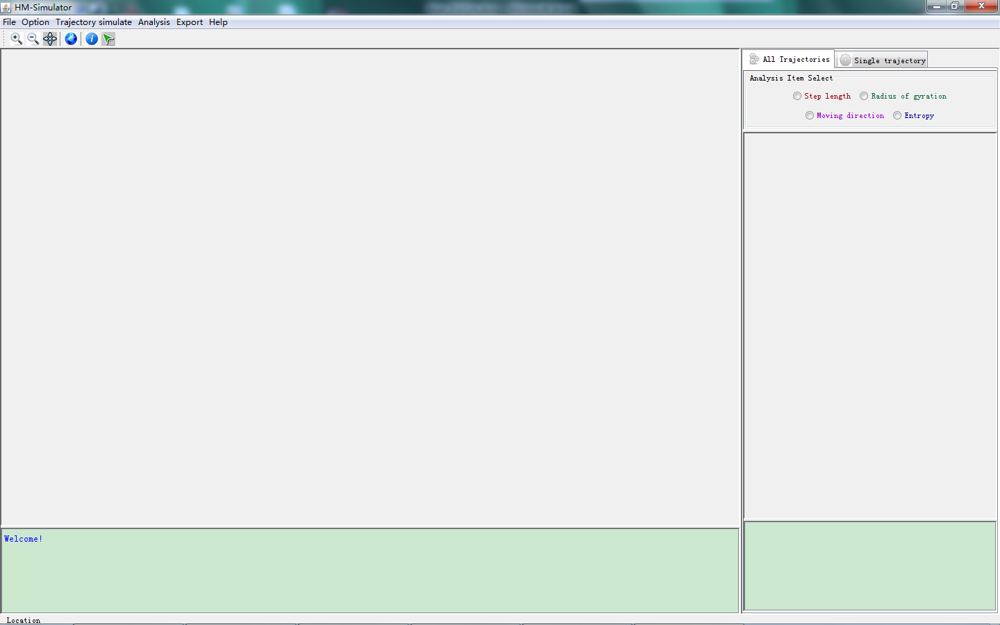 HM-Simulator
File Option Trajectory simulate Analysis Export Help
All Trajectories Single trajectory
Analysis Item Select
Step length Radius of gyration
Moving direction Entropy
Welcome!
Location